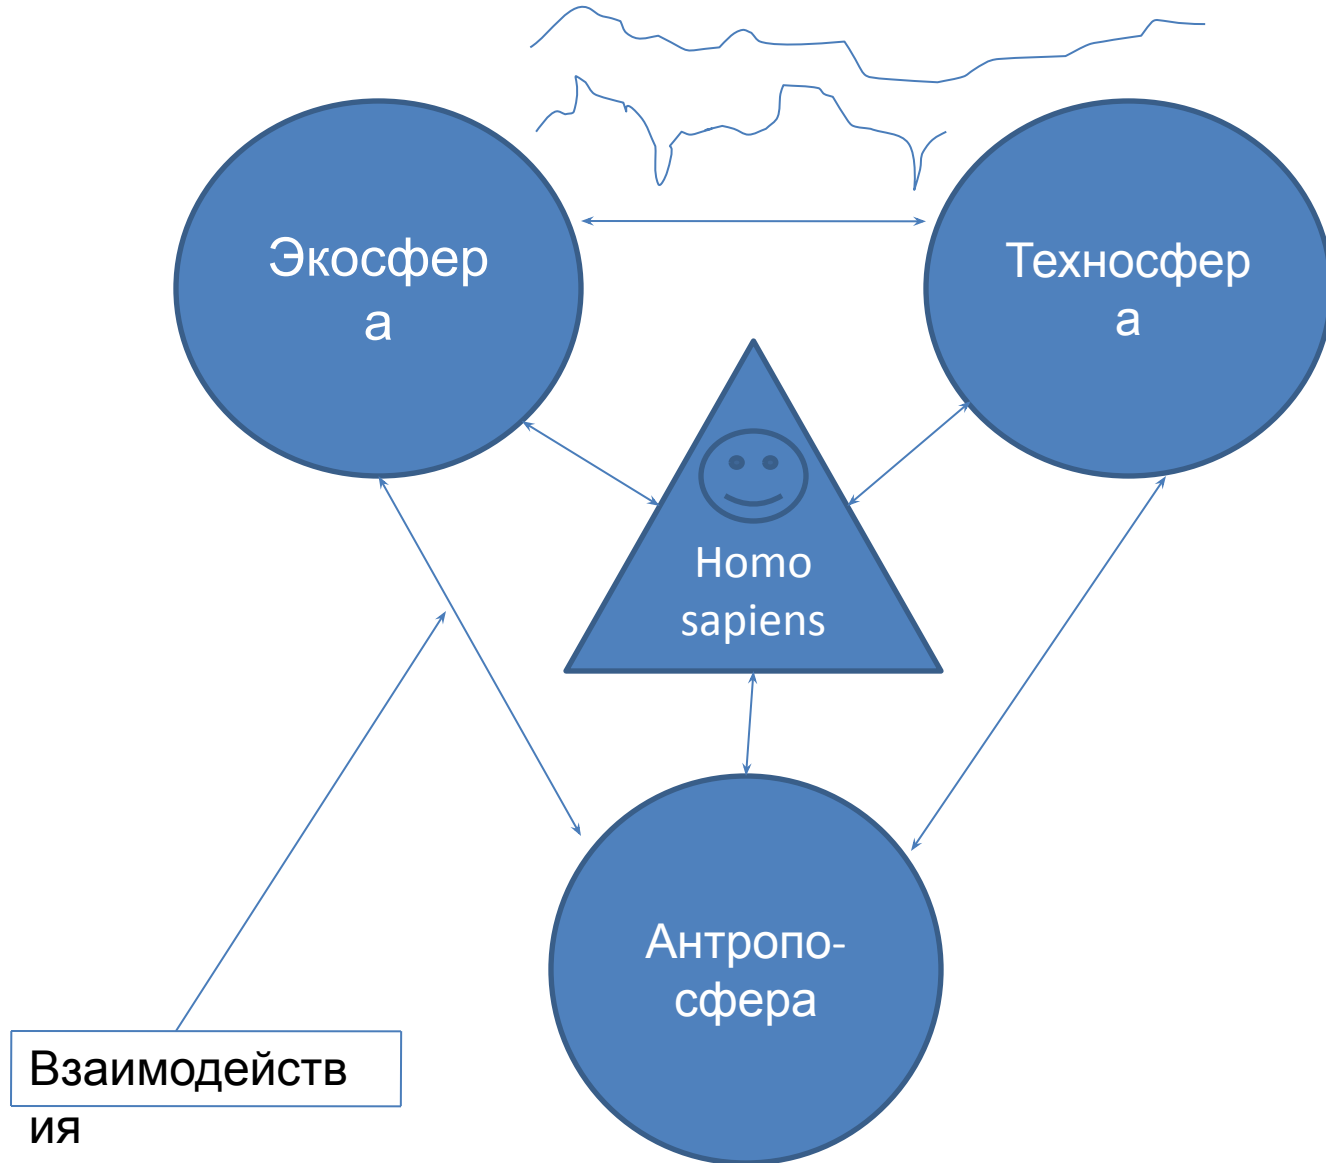 Экосфер
а
Техносфер
а
Homo
sapiens
Антропо-
сфера
Взаимодейств
ия